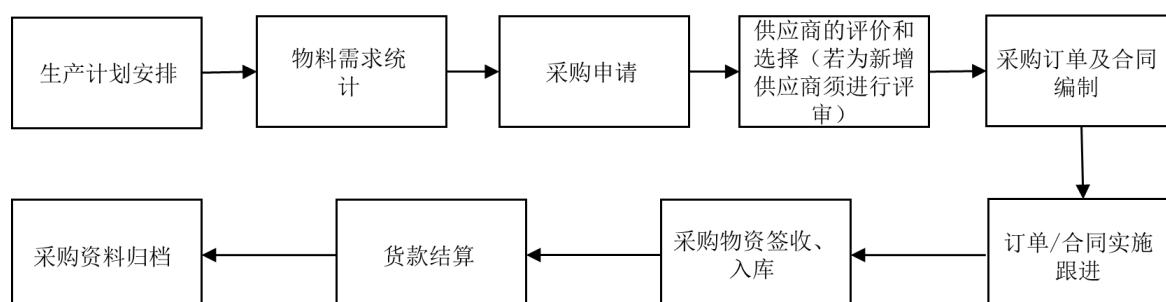 生产计划安排
物料需求统
计
采购申请
供应商的评价和
选择（若为新增
供应商须进行评
审）
采购订单及合同
编制
订单/合同实施
跟进
采购物资签收、
入库
货款结算
采购资料归档